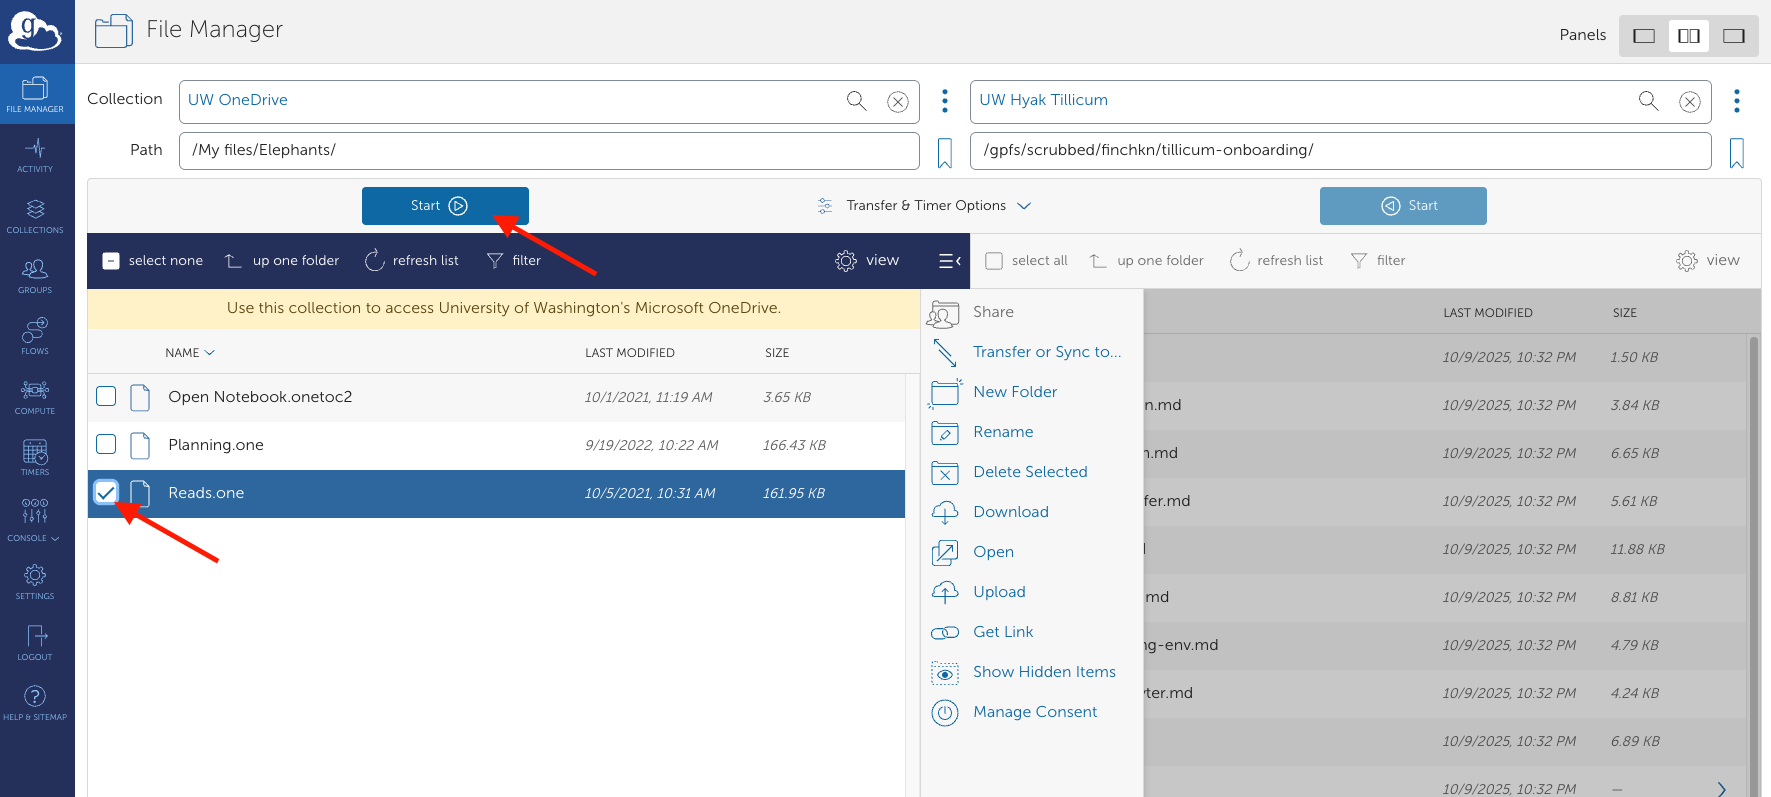 g
File Manager
Panels
FILE MANAGER
ACTIVITY
COLLECTIONS
GROUPS
FLOWS
COMPUTE
TIMERS
CONSOLE
SETTINGS
LOGOUT
HELP & SITEMAP
Collection
UW OneDrive
UW Hyak Tillicum
Path
/My files/Elephants/
/gpfs/scrubbed/finchkn/tillicum-onboarding/
Start
Transfer & Timer Options
Start
select none
up one folder
refresh list
filter
view
select all
up one folder
refresh list
filter
view
Use this collection to access University of Washington's Microsoft OneDrive.
NAME
LAST MODIFIED
SIZE
Open Notebook.onetoc2
10/1/2021, 11:19 AM
3.65 KB
Planning.one
9/19/2022, 10:22 AM
166.43 KB
Reads.one
10/5/2021, 10:31 AM
161.95 KB
Share
Transfer or Sync to...
New Folder
Rename
Delete Selected
Download
Open
Upload
Get Link
Show Hidden Items
Manage Consent
LAST MODIFIED
SIZE
10/9/2025, 10:32 PM
1.50 KB
n.md
10/9/2025, 10:32 PM
3.84 KB
n.md
10/9/2025, 10:32 PM
6.65 KB
fer.md
10/9/2025, 10:32 PM
5.61 KB
10/9/2025, 10:32 PM
11.88 KB
md
10/9/2025, 10:32 PM
8.81 KB
ng-env.md
10/9/2025, 10:32 PM
4.79 KB
yter.md
10/9/2025, 10:32 PM
4.24 KB
10/9/2025, 10:32 PM
6.89 KB
10/9/2025, 10:32 PM
—